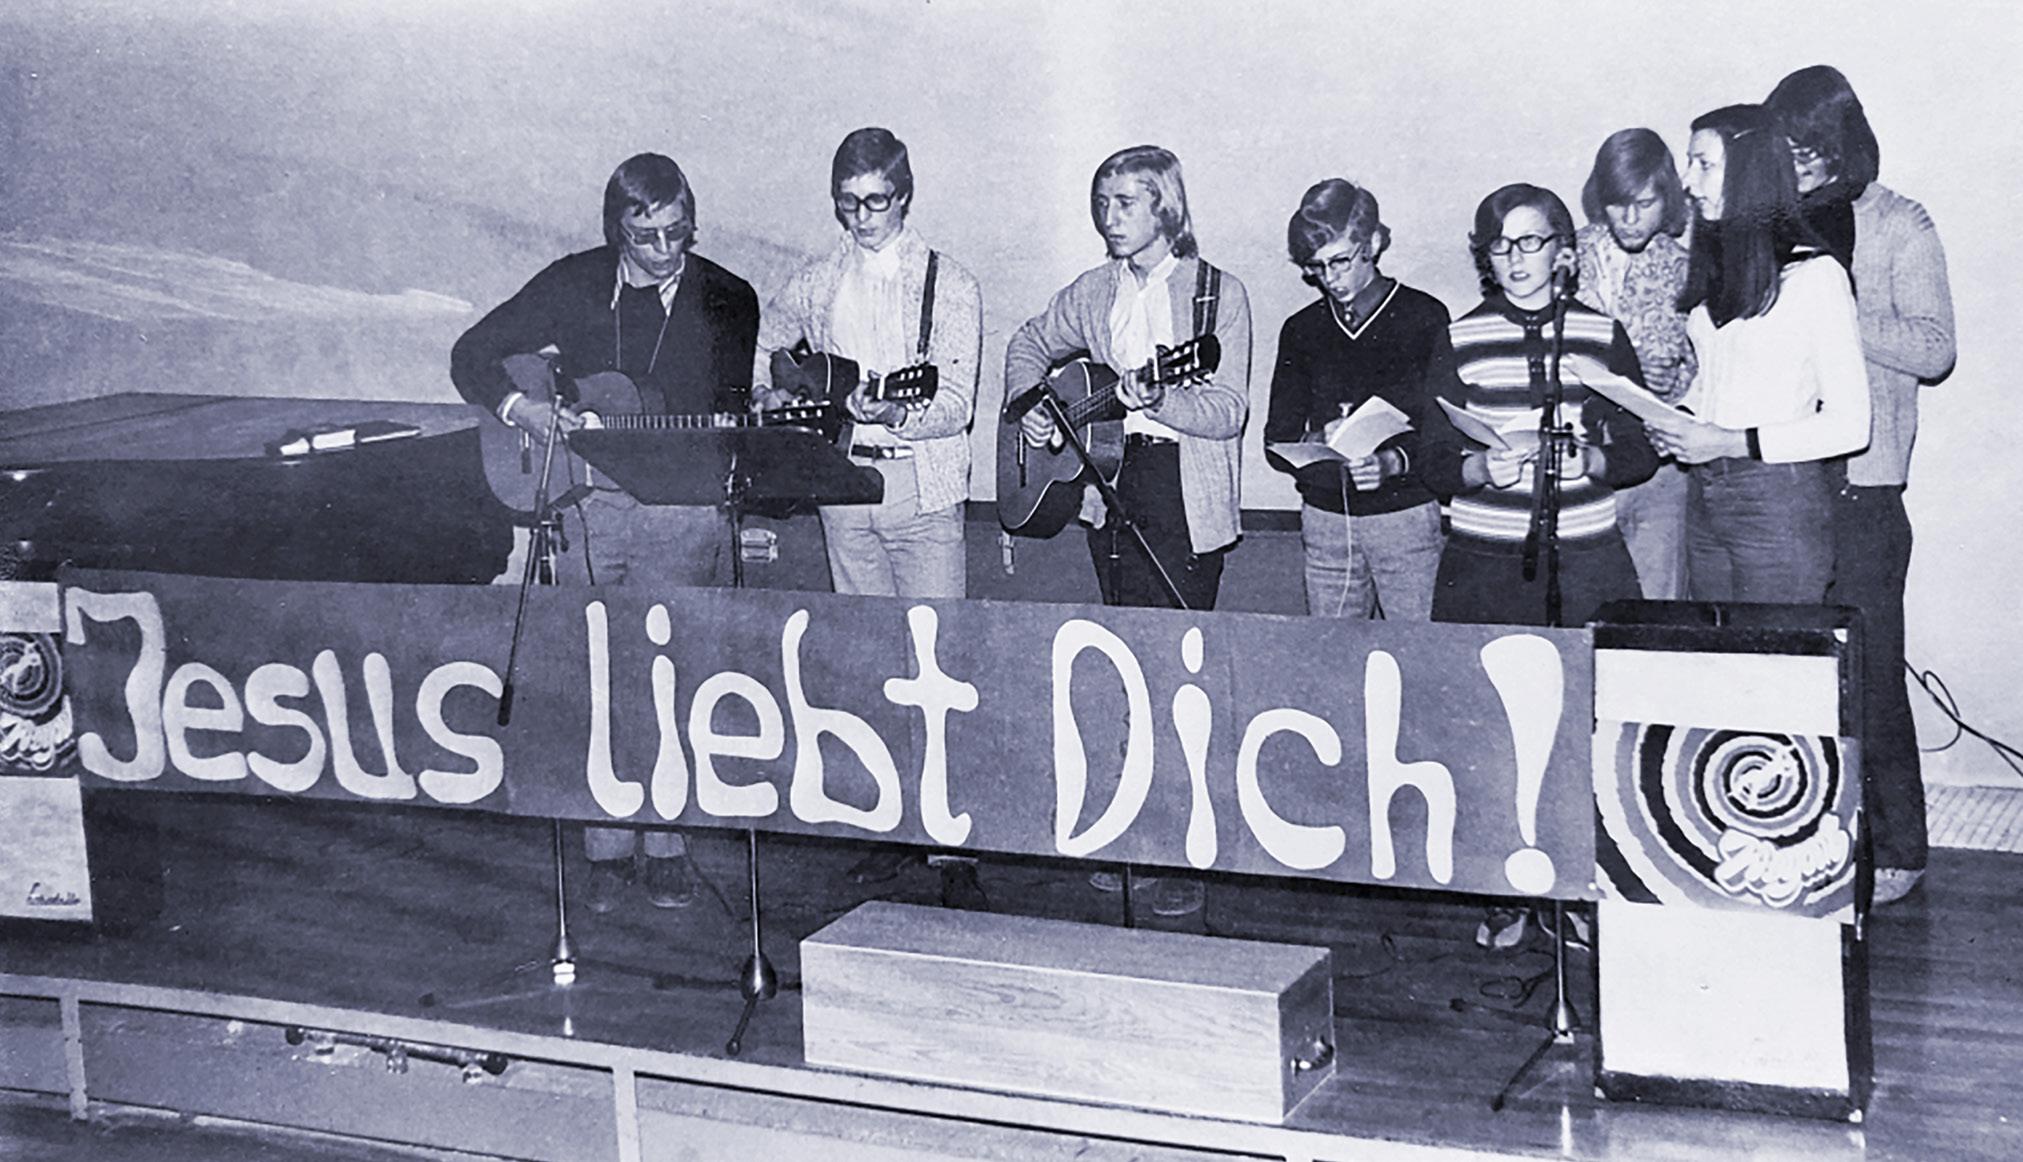 Jesus liebt Dich!